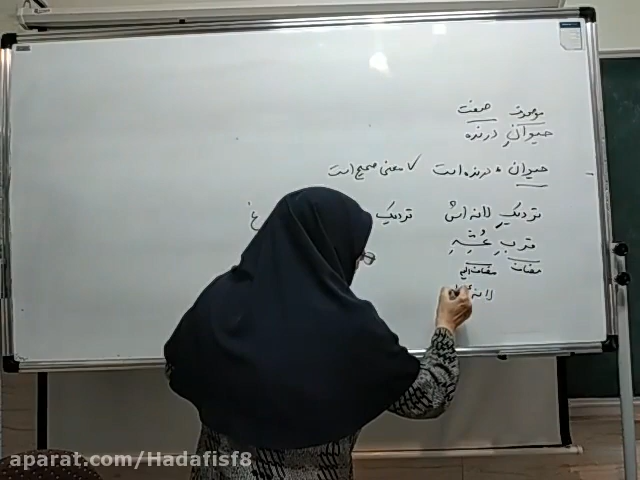 موصوف صفت
حیوان درنده
حیوان درنده است ✓ معنی صحیح است
نزدیک لانه اش نزدیک
قرب عُشِّهِ
مضاف مضاف الیه
لانه
aparat.com/Hadafisf8